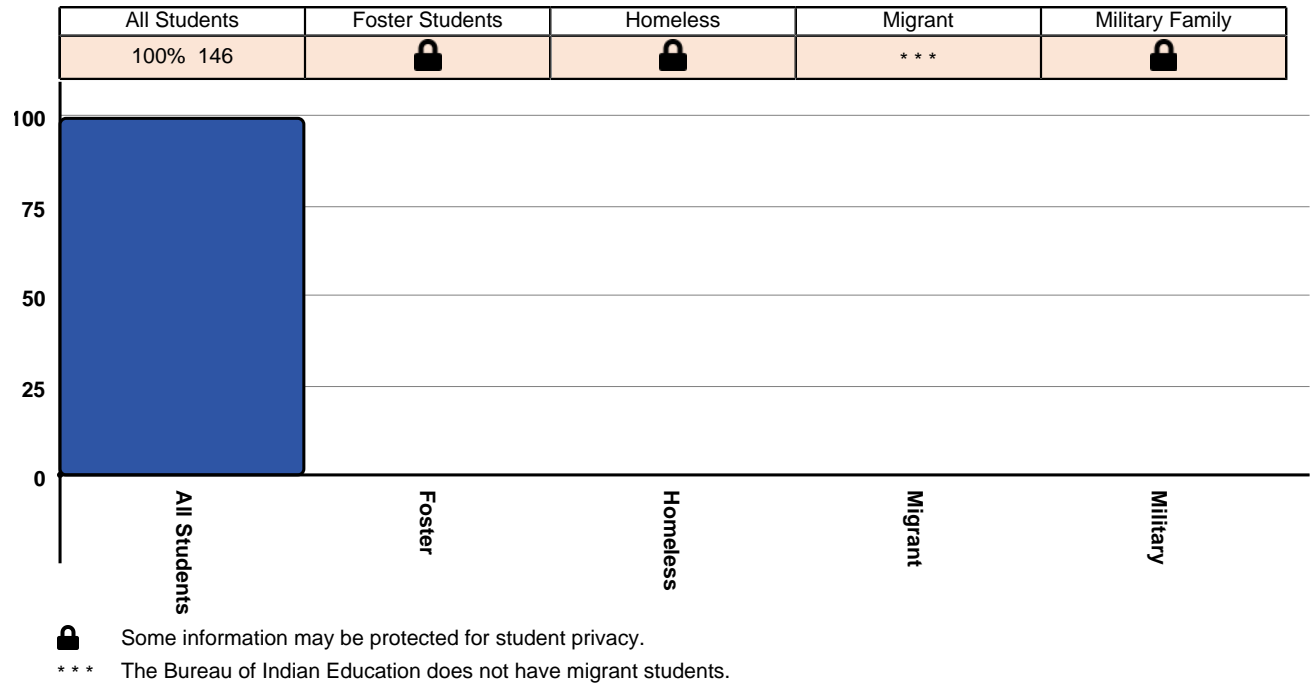 All Students Foster Students Homeless Migrant Military Family
100% 146 * * *
100
75
50
25
0
All Students Foster Homeless Migrant Military
Some information may be protected for student privacy.
* * * The Bureau of Indian Education does not have migrant students.